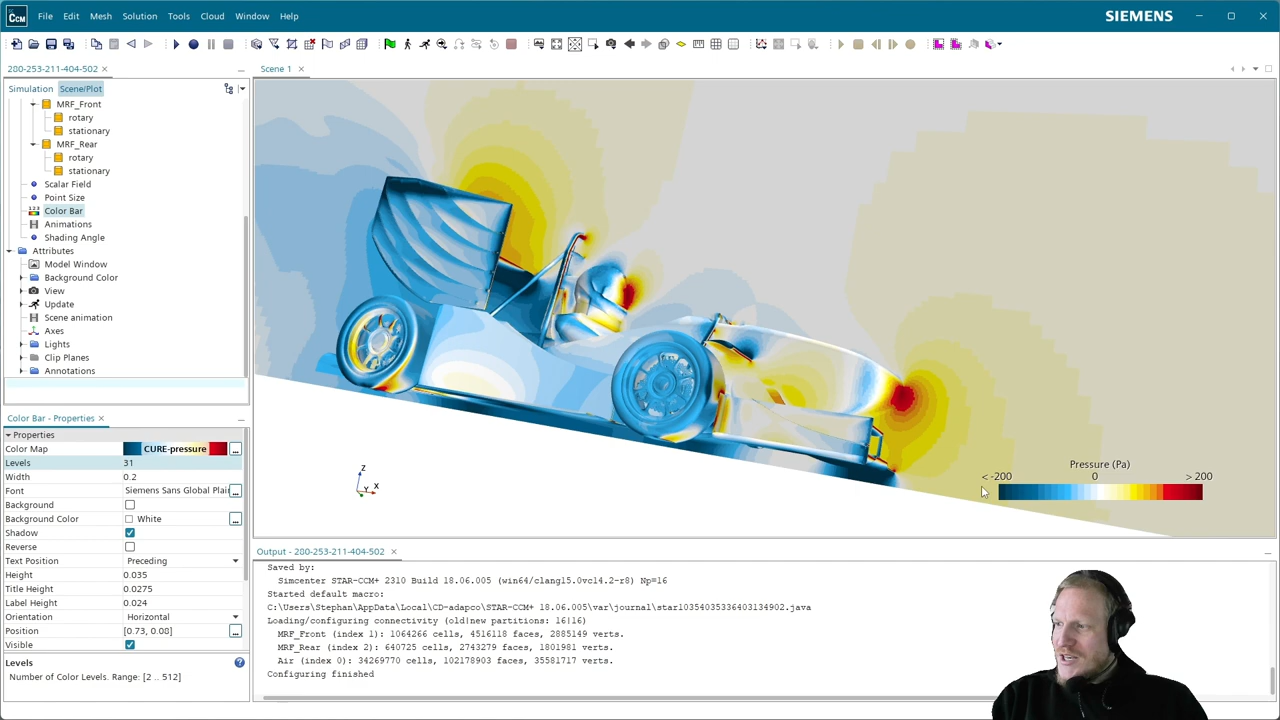 CCM
File Edit Mesh Solution Tools Cloud Window Help
SIEMENS
280-253-211-404-502
Scene 1
Simulation Scene/Plot
MRF_Front
rotary
stationary
MRF_Rear
rotary
stationary
Scalar Field
Point Size
Color Bar
Animations
Shading Angle
Attributes
Model Window
Background Color
View
Update
Scene animation
Axes
Lights
Clip Planes
Annotations
Z
Y X
Pressure (Pa)
< -200 0 > 200
Color Bar - Properties
Properties
Color Map CURE-pressure
Levels 31
Width 0.2
Font Siemens Sans Global Plain
Background
Background Color White
Shadow
Reverse
Text Position Preceding
Height 0.035
Title Height 0.0275
Label Height 0.024
Orientation Horizontal
Position [0.73, 0.08]
Visible
Levels
Number of Color Levels. Range: [2 .. 512]
Output - 280-253-211-404-502
Saved by:
Simcenter STAR-CCM+ 2310 Build 18.06.005 (win64/clang15.0vc14.2-r8) Np=16
Started default macro:
C:\Users\Stephan\AppData\Local\CD-adapco\STAR-CCM+ 18.06.005\var\journal\star10354035336403134902.java
Loading/configuring connectivity (old|new partitions: 16|16)
MRF_Front (index 1): 1064266 cells, 4516118 faces, 2885149 verts.
MRF_Rear (index 2): 640725 cells, 2743279 faces, 1801981 verts.
Air (index 0): 34269770 cells, 102178903 faces, 35581717 verts.
Configuring finished